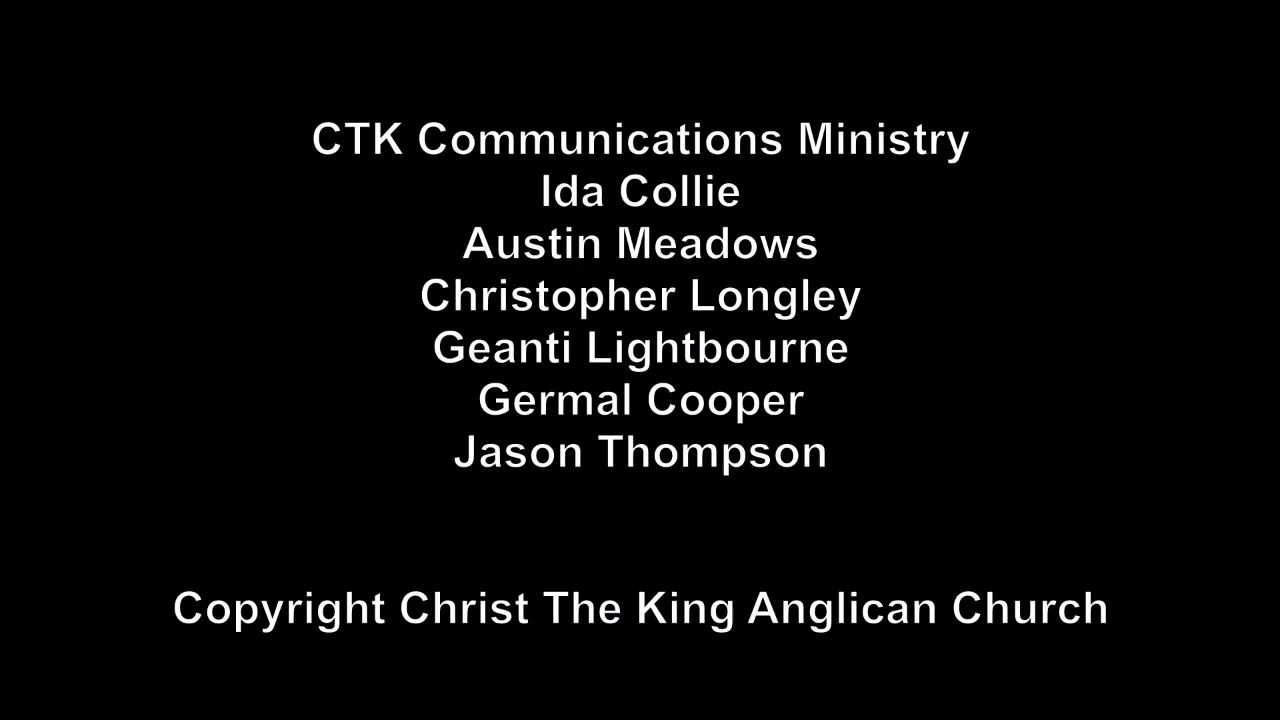 CTK Communications Ministry
Ida Collie
Austin Meadows
Christopher Longley
Geanti Lightbourne
Germal Cooper
Jason Thompson
Copyright Christ The King Anglican Church